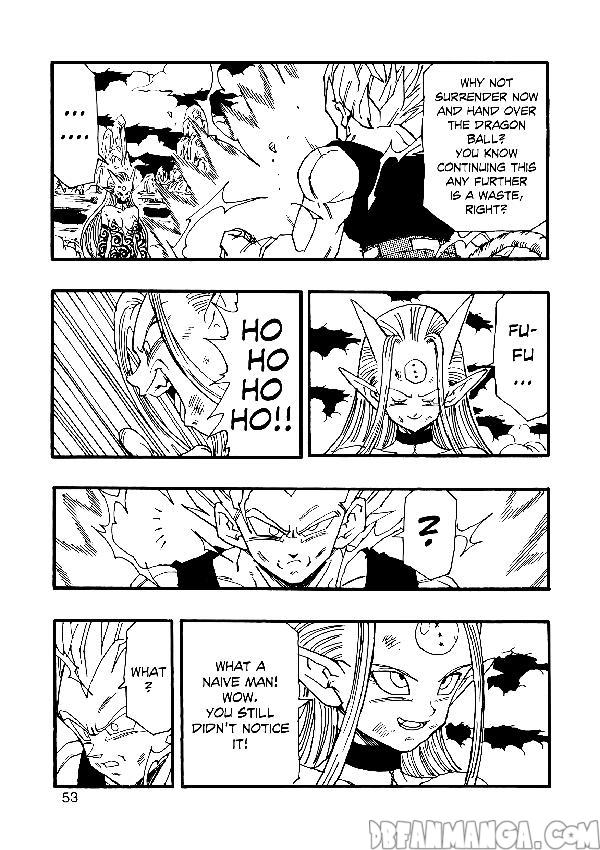 WHY NOT
SURRENDER NOW
AND HAND OVER
THE DRAGON
BALL?
YOU KNOW
CONTINUING THIS
ANY FURTHER
IS A WASTE,
RIGHT?
...
....
FU-
FU
...
HO
HO
HO
HO!!
?
WHAT A
NAIVE MAN!
WOW,
YOU STILL
DIDN'T NOTICE
IT!
WHAT
?
53
DBFANMANGA.COM